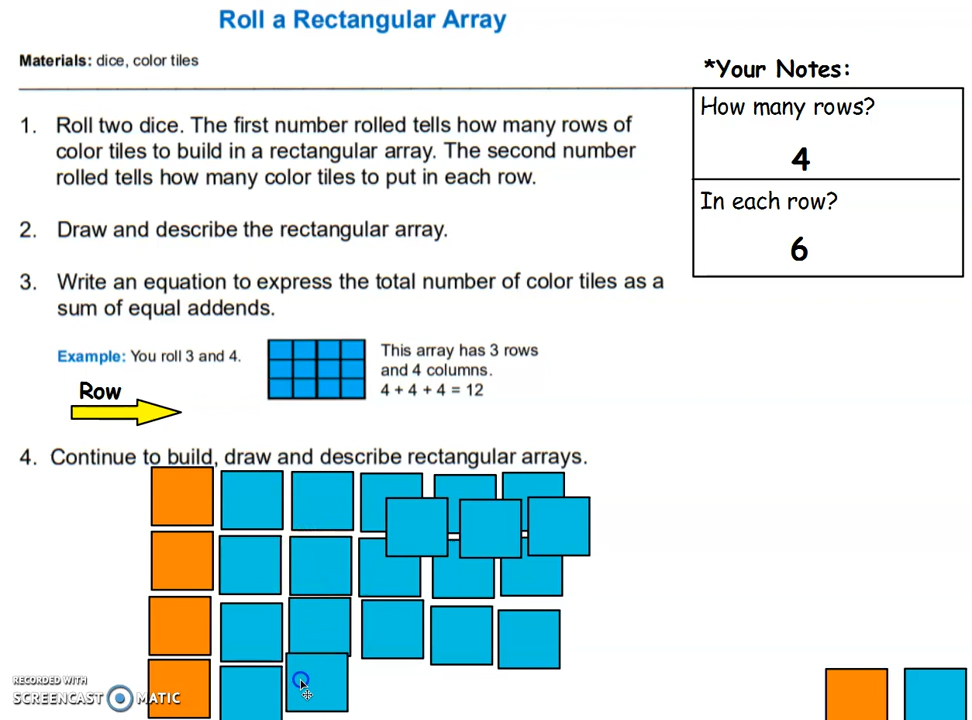 Roll a Rectangular Array
Materials: dice, color tiles
*Your Notes:
How many rows?
4
In each row?
6
1. Roll two dice. The first number rolled tells how many rows of
color tiles to build in a rectangular array. The second number
rolled tells how many color tiles to put in each row.
2. Draw and describe the rectangular array.
3. Write an equation to express the total number of color tiles as a
sum of equal addends.
Example: You roll 3 and 4.
This array has 3 rows
and 4 columns.
4 + 4 + 4 = 12
Row
4. Continue to build, draw and describe rectangular arrays.
RECORDED WITH
SCREENCAST MATIC